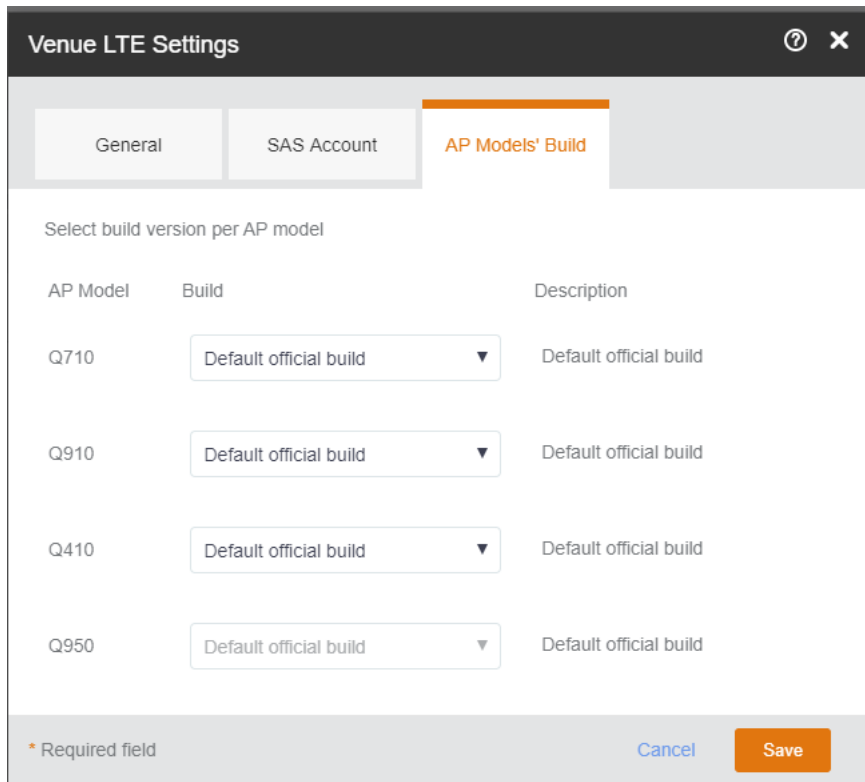 Venue LTE Settings
General
SAS Account
AP Models' Build
Select build version per AP model
AP Model Build Description
Q710 Default official build Default official build
Q910 Default official build Default official build
Q410 Default official build Default official build
Q950 Default official build Default official build
* Required field Cancel Save